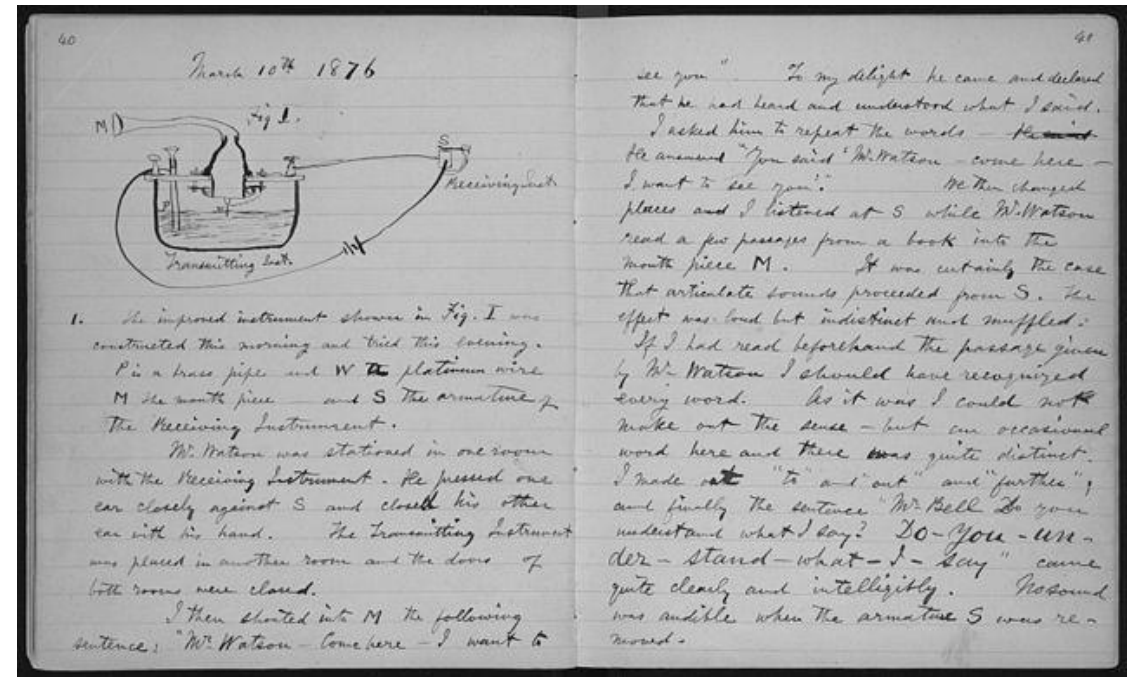 40
March 10th 1876
M
Fig 1.
S
Receiving Inst.
P
W
Transmitting Inst.
1. The improved instrument shown in Fig. I was
constructed this morning and tried this evening.
P is a brass pipe and W a platinum wire
M the mouth piece and S the armature of
the Receiving Instrument.
Mr. Watson was stationed in one room
with the Receiving Instrument. He pressed one
ear closely against S and closed his other
ear with his hand. The Transmitting Instrument
was placed in another room and the doors of
both rooms were closed.
I then shouted into M the following
sentence: "Mr. Watson – Come here – I want to
41
see you". To my delight he came and declared
that he had heard and understood what I said.
I asked him to repeat the words – He said
He answered "You said "Mr. Watson – come here –
I want to see you"." We then changed
places and I listened at S while Mr. Watson
read a few passages from a book into the
mouth piece M. It was certainly the case
that articulate sounds proceeded from S. The
effect was loud but indistinct and muffled.
If I had read beforehand the passage given
by Mr. Watson I should have recognized
every word. As it was I could not
make out the sense – but an occasional
word here and there was quite distinct.
I made out "to" and "out" and "further";
and finally the sentence "Mr. Bell Do you
understand what I say? Do – you – un –
der – stand – what – I – say" came
quite clearly and intelligibly. No sound
was audible when the armature S was re –
moved.